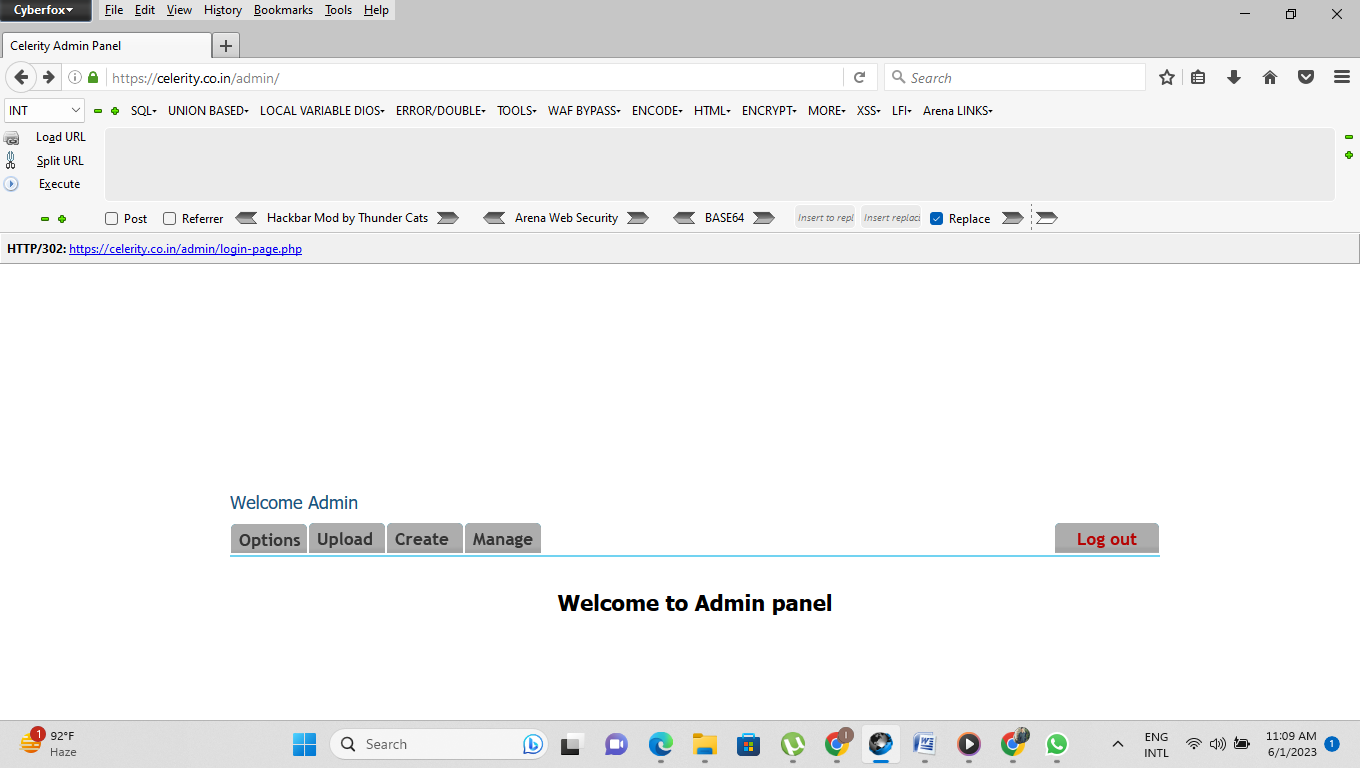 Cyberfox File Edit View History Bookmarks Tools Help
Celerity Admin Panel
https://celerity.co.in/admin/ Search
INT SQL UNION BASED LOCAL VARIABLE DIOS ERROR/DOUBLE TOOLS WAF BYPASS ENCODE HTML ENCRYPT MORE XSS LFI Arena LINKS
Load URL
Split URL
Execute
Post Referrer Hackbar Mod by Thunder Cats Arena Web Security BASE64 Insert to repl Insert replac Replace
HTTP/302: https://celerity.co.in/admin/login-page.php
Welcome Admin
Options Upload Create Manage Log out
Welcome to Admin panel
1 92°F
Haze
Search
ENG
INTL
11:09 AM
6/1/2023
1